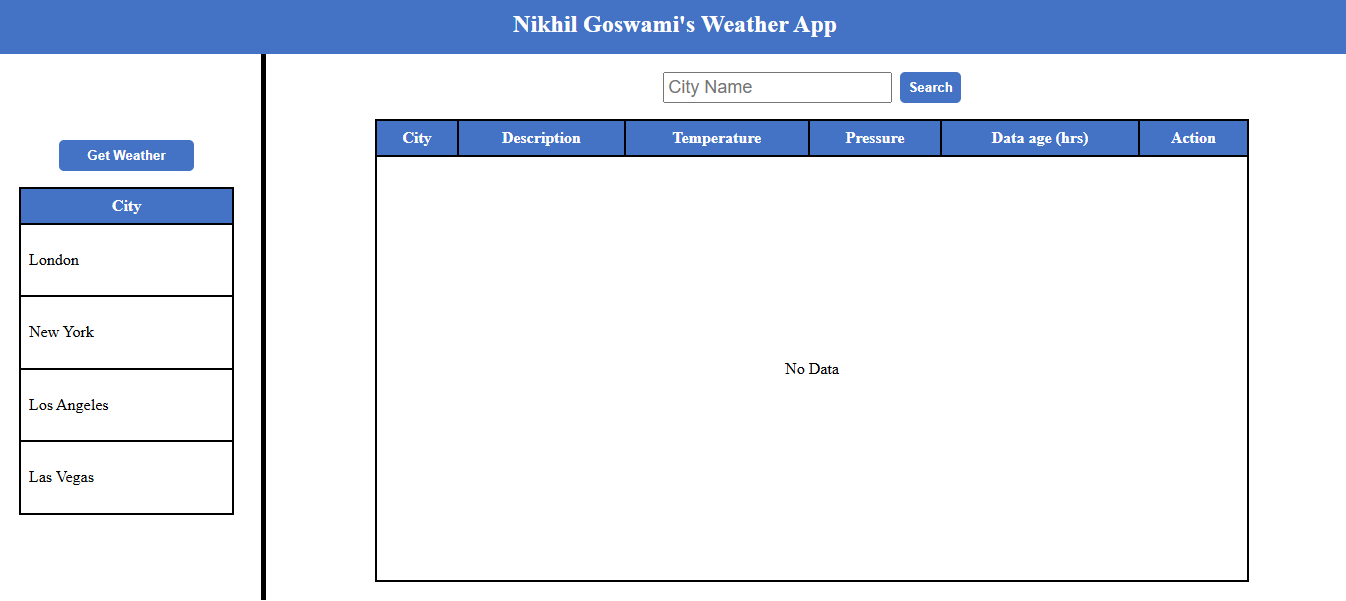 Nikhil Goswami's Weather App
Get Weather
City
London
New York
Los Angeles
Las Vegas
City Name Search
City Description Temperature Pressure Data age (hrs) Action
No Data